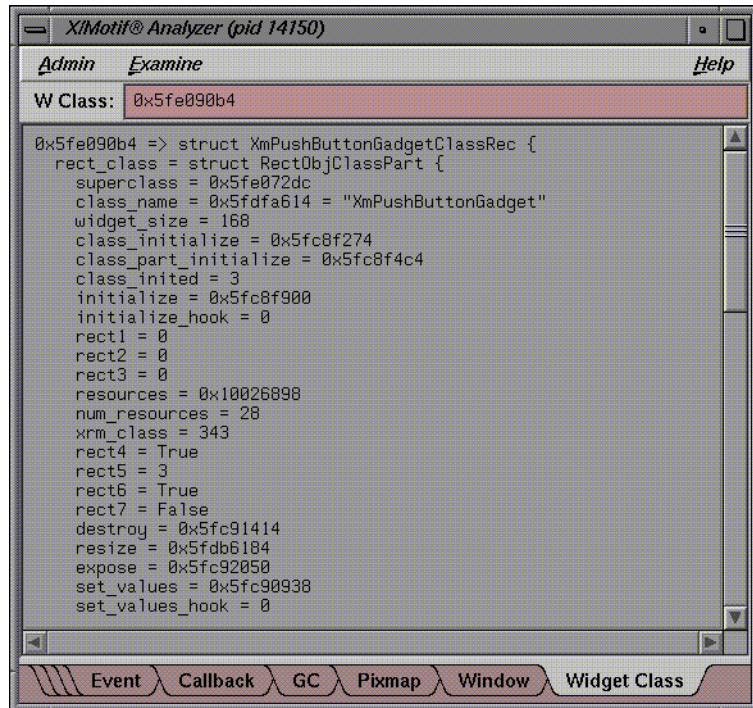 X/Motif® Analyzer (pid 14150)
Admin Examine Help
W Class: 0x5fe090b4
0x5fe090b4 => struct XmPushButtonGadgetClassRec {
rect_class = struct RectObjClassPart {
superclass = 0x5fe072dc
class_name = 0x5fdfa614 = "XmPushButtonGadget"
widget_size = 168
class_initialize = 0x5fc8f274
class_part_initialize = 0x5fc8f4c4
class_inited = 3
initialize = 0x5fc8f900
initialize_hook = 0
rect1 = 0
rect2 = 0
rect3 = 0
resources = 0x10026898
num_resources = 28
xrm_class = 343
rect4 = True
rect5 = 3
rect6 = True
rect7 = False
destroy = 0x5fc91414
resize = 0x5fdb6184
expose = 0x5fc92050
set_values = 0x5fc90938
set_values_hook = 0
Event Callback GC Pixmap Window Widget Class